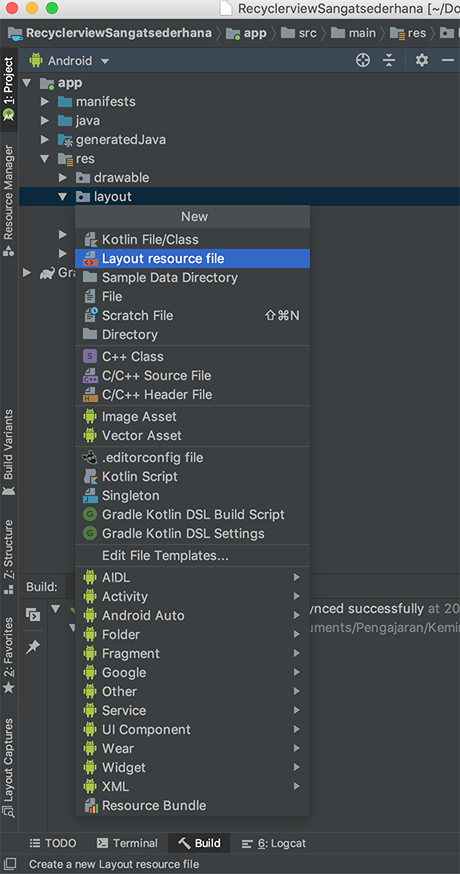 RecyclerviewSangatsederhana [~/Do
RecyclerviewSangatsederhana app src main res
Android
app
manifests
java
generatedJava
res
drawable
layout
New
Kotlin File/Class
Layout resource file
Sample Data Directory
File
Scratch File ⇧⌘N
Directory
C++ Class
C/C++ Source File
C/C++ Header File
Image Asset
Vector Asset
.editorconfig file
Kotlin Script
Singleton
Gradle Kotlin DSL Build Script
Gradle Kotlin DSL Settings
Edit File Templates...
AIDL
Activity
Android Auto
Folder
Fragment
Google
Other
Service
UI Component
Wear
Widget
XML
Resource Bundle
Gr
Build:
ynced successfully at 20
uments/Pengajaran/Kemin
1: Project
Resource Manager
Build Variants
Z: Structure
2: Favorites
Layout Captures
TODO Terminal Build 6: Logcat
Create a new Layout resource file